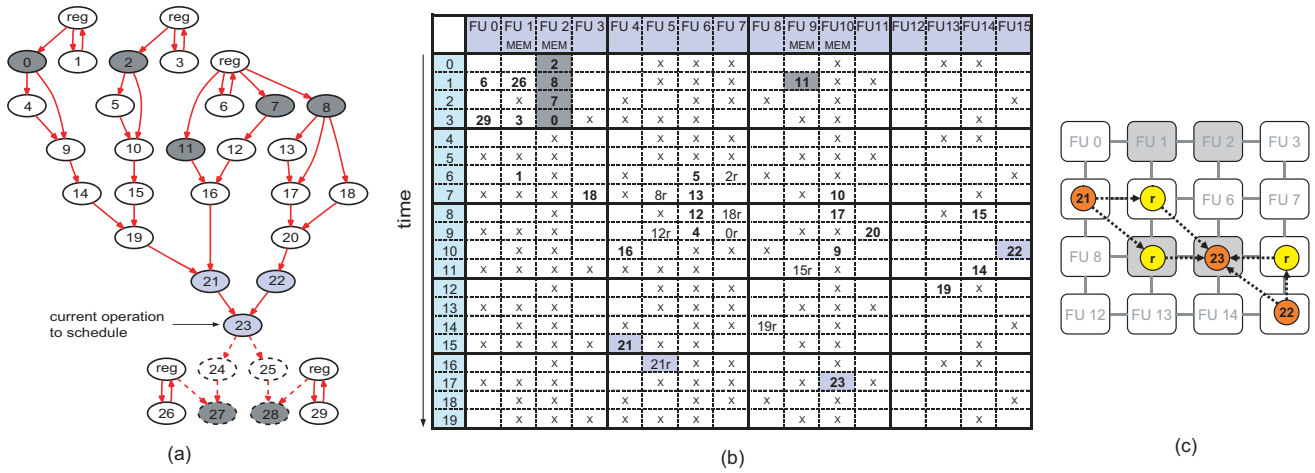 reg
reg
0
1
2
3
reg
4
5
6
7
8
9
10
11
12
13
14
15
16
17
18
19
20
21
22
current operation
to schedule
23
24
25
reg
reg
26
27
28
29
(a)
FU 0 FU 1 FU 2 FU 3 FU 4 FU 5 FU 6 FU 7 FU 8 FU 9 FU10 FU11 FU12 FU13 FU14 FU15
MEM MEM MEM MEM
time
0 2 x x x x x x
1 6 26 8 x x x 11 x x
2 x 7 x x x x x x
3 29 3 0 x x x x x x x
4 x x x x x x x
5 x x x x x x x x x
6 1 x x 5 2r x x x
7 x x x 18 x 8r 13 x 10 x
8 x 12 18r 17 x 15
9 x x x 12r 4 0r x x 20
10 x x 16 x x x 9 22
11 x x x x x x x 15r x 14
12 x x x x x 19 x
13 x x x x x x x x x
14 x x x x x 19r x x
15 x x x x 21 x x x x x
16 x 21r x x x x x
17 x x x x x x x 23 x
18 x x x x x x x x
19 x x x x x x x x x
(b)
FU 0 FU 1 FU 2 FU 3
21 r FU 6 FU 7
FU 8 r 23 r
FU 12 FU 13 FU 14 22
(c)